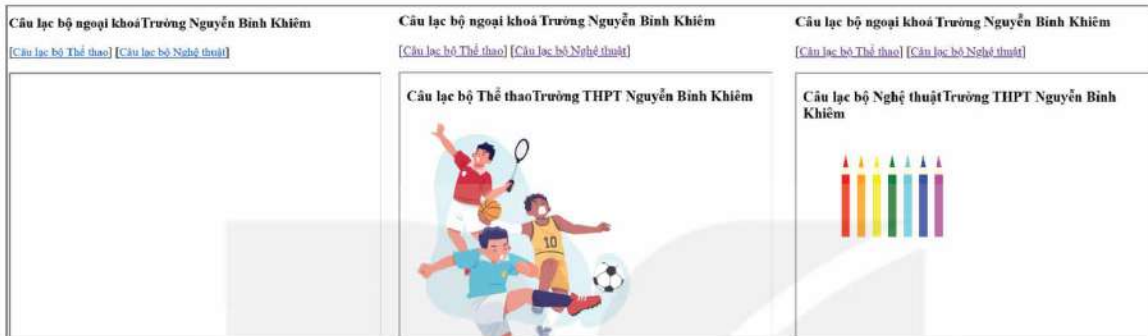 Câu lạc bộ ngoại khoá Trường Nguyễn Bỉnh Khiêm
[Câu lạc bộ Thể thao] [Câu lạc bộ Nghệ thuật]
Câu lạc bộ ngoại khoá Trường Nguyễn Bỉnh Khiêm
[Câu lạc bộ Thể thao] [Câu lạc bộ Nghệ thuật]
Câu lạc bộ Thể thaoTrường THPT Nguyễn Bỉnh Khiêm
10
Câu lạc bộ ngoại khoá Trường Nguyễn Bỉnh Khiêm
[Câu lạc bộ Thể thao] [Câu lạc bộ Nghệ thuật]
Câu lạc bộ Nghệ thuậtTrường THPT Nguyễn Bỉnh
Khiêm